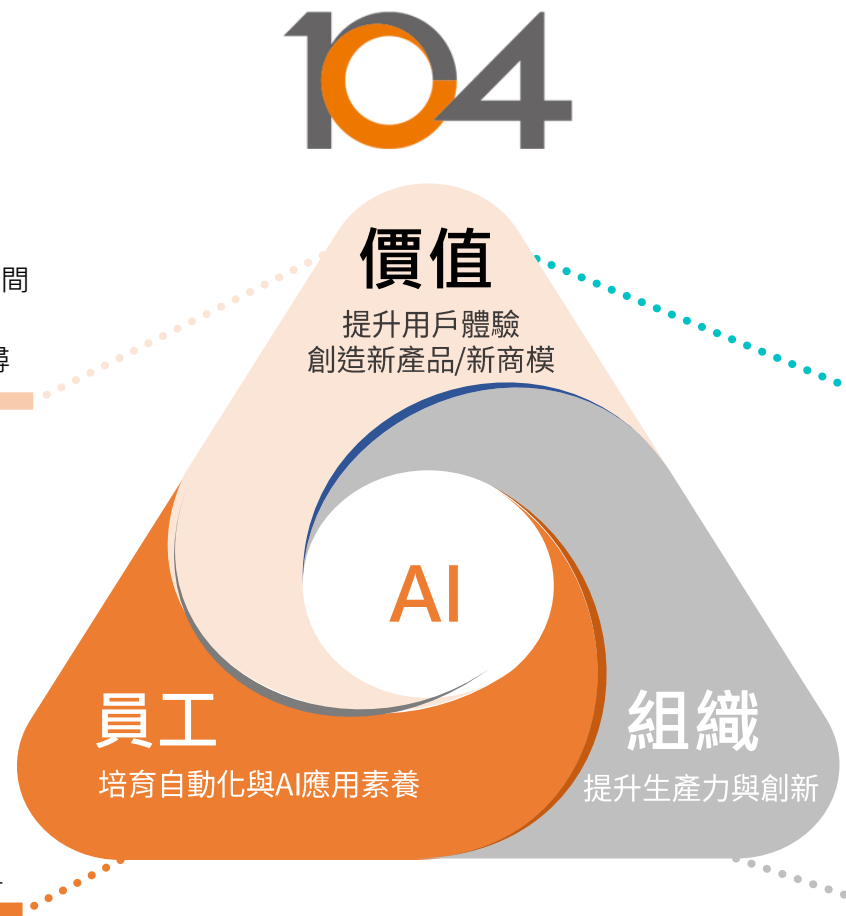 104
價值
間
提升用戶體驗
創造新產品/新商模
尋
AI
員工
組織
培育自動化與AI應用素養
提升生產力與創新